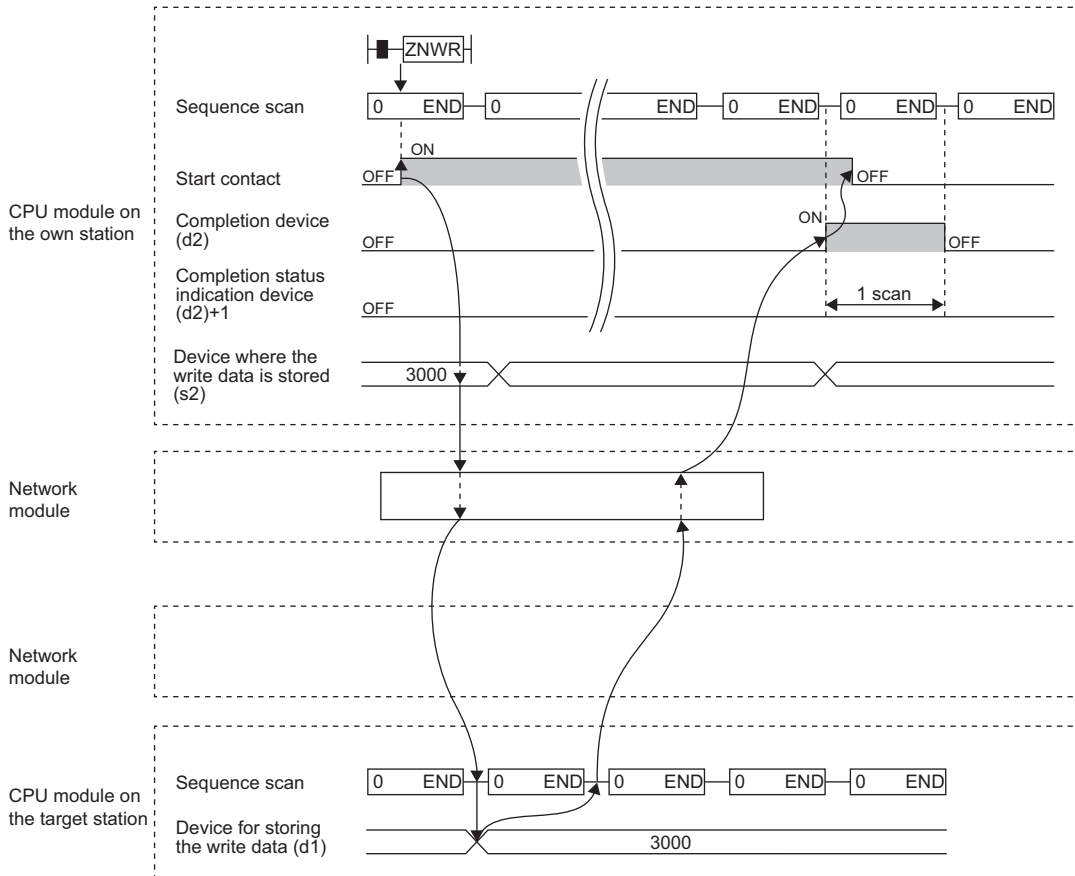 ZNWR
Sequence scan
0 END 0 END 0 END 0 END 0 END
ON
Start contact
OFF
OFF
CPU module on
the own station
Completion device
(d2)
ON
OFF
OFF
Completion status
indication device
(d2)+1
OFF
1 scan
Device where the
write data is stored
(s2)
3000
Network
module
Network
module
CPU module on
the target station
Sequence scan
0 END 0 END 0 END 0 END 0 END
Device for storing
the write data (d1)
3000